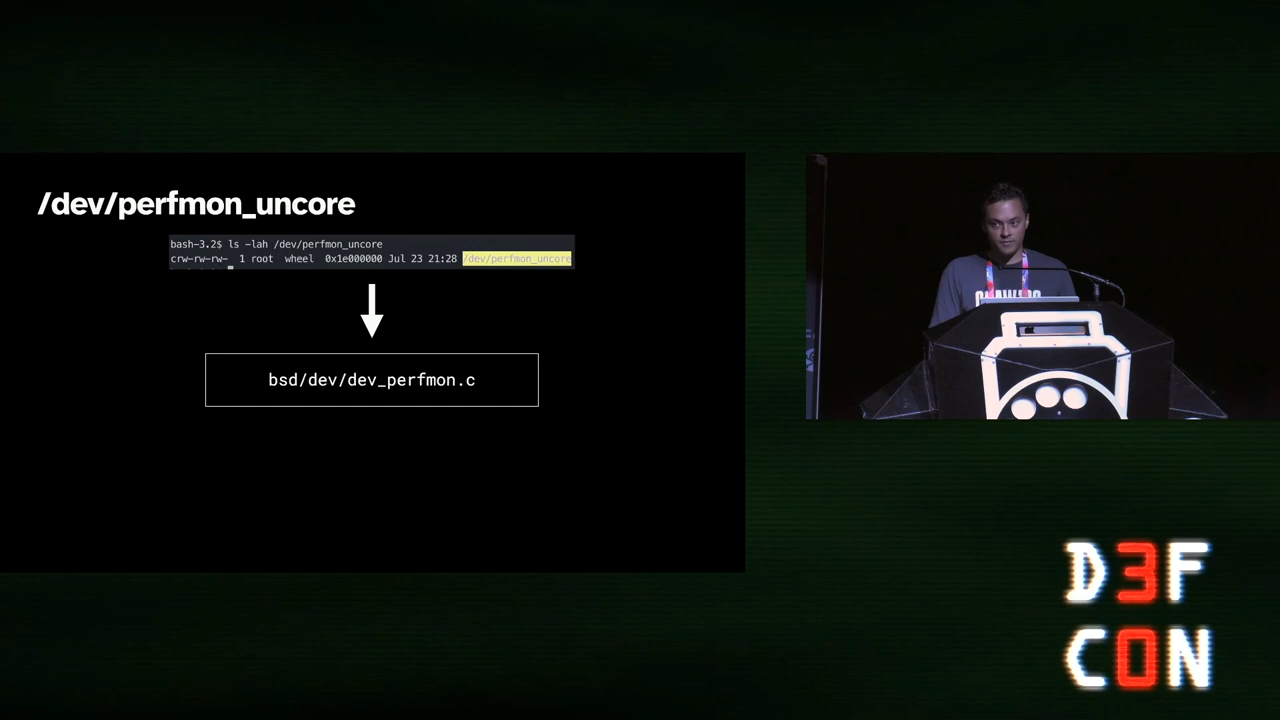 /dev/perfmon_uncore
bash-3.2$ ls -lah /dev/perfmon_uncore
crw-rw-rw-  1 root  wheel  0x1e000000 Jul 23 21:28 /dev/perfmon_uncore
bsd/dev/dev_perfmon.c
D3F
C0N